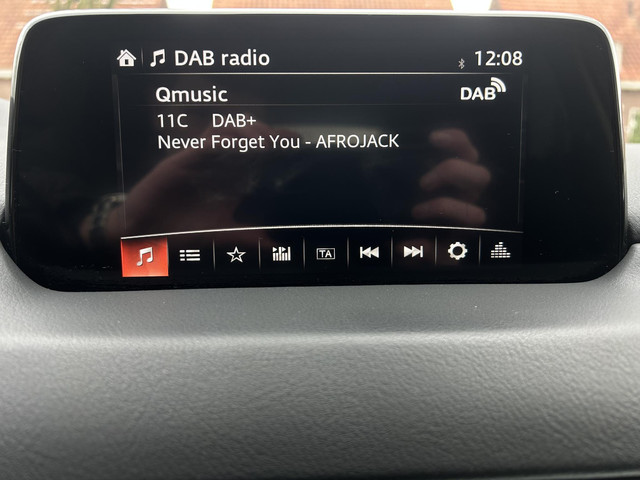 DAB radio 12:08
Qmusic DAB
11C DAB+
Never Forget You - AFROJACK
TA